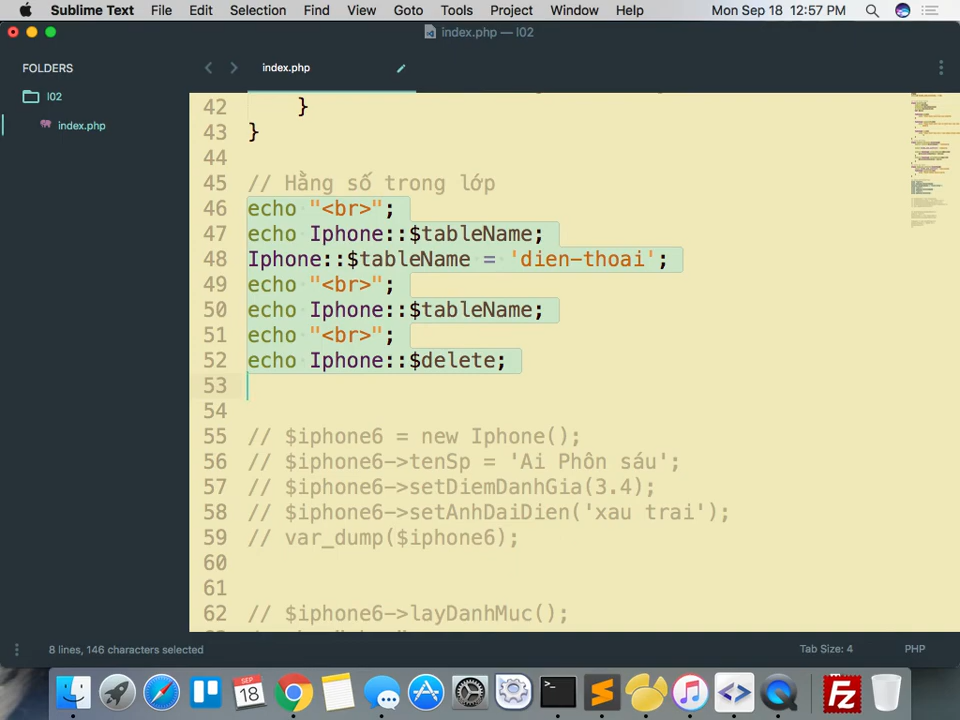 Sublime Text File Edit Selection Find View Goto Tools Project Window Help Mon Sep 18 12:57 PM
index.php — l02
FOLDERS
index.php
l02
index.php
42 }
43 }
44
45 // Hằng số trong lớp
46 echo "<br>";
47 echo Iphone::$tableName;
48 Iphone::$tableName = 'dien-thoai';
49 echo "<br>";
50 echo Iphone::$tableName;
51 echo "<br>";
52 echo Iphone::$delete;
53
54
55 // $iphone6 = new Iphone();
56 // $iphone6->tenSp = 'Ai Phôn sáu';
57 // $iphone6->setDiemDanhGia(3.4);
58 // $iphone6->setAnhDaiDien('xau trai');
59 // var_dump($iphone6);
60
61
62 // $iphone6->layDanhMuc();
8 lines, 146 characters selected
Tab Size: 4
PHP
SEP
18
Fz